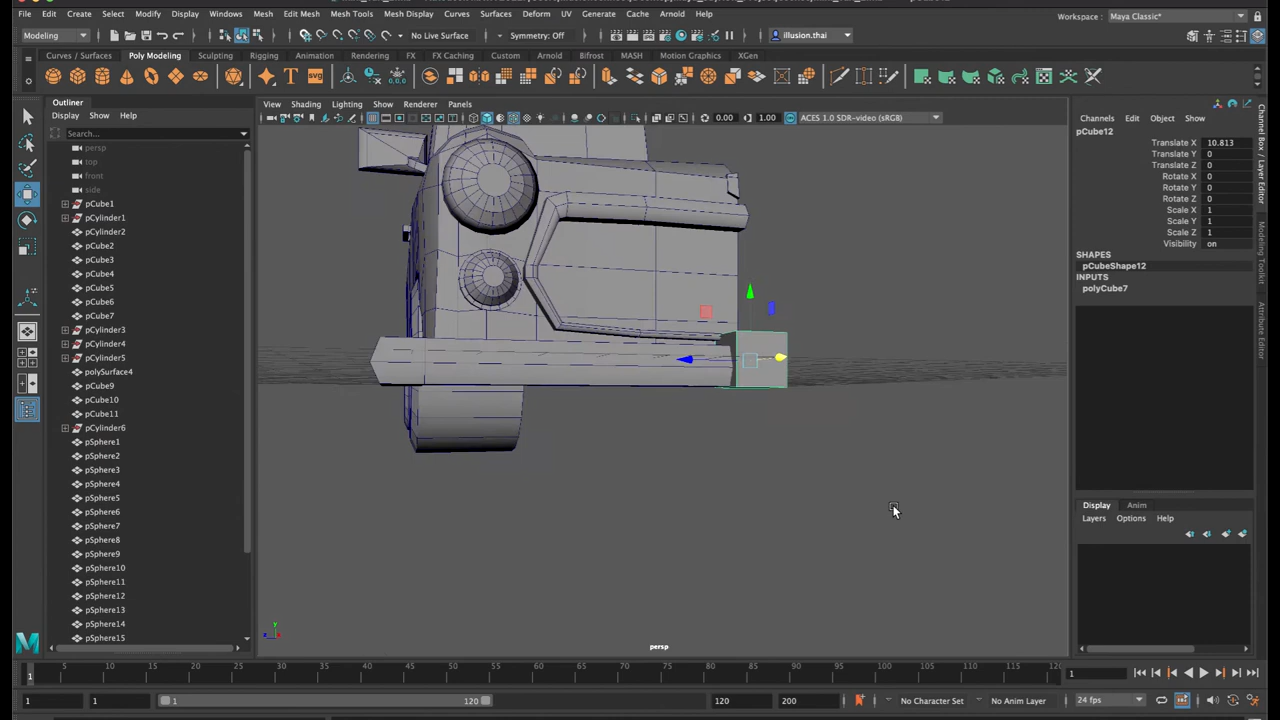 File Edit Create Select Modify Display Windows Mesh Edit Mesh Mesh Tools Mesh Display Curves Surfaces Deform UV Generate Cache Arnold Help
Workspace : Maya Classic*
Modeling No Live Surface Symmetry: Off illusion.thai
Curves / Surfaces Poly Modeling Sculpting Rigging Animation Rendering FX FX Caching Custom Arnold Bifrost MASH Motion Graphics XGen
Outliner
Display Show Help
Search...
persp
top
front
side
pCube1
pCylinder1
pCylinder2
pCube2
pCube3
pCube4
pCube5
pCube6
pCube7
pCylinder3
pCylinder4
pCylinder5
polySurface4
pCube9
pCube10
pCube11
pCylinder6
pSphere1
pSphere2
pSphere3
pSphere4
pSphere5
pSphere6
pSphere7
pSphere8
pSphere9
pSphere10
pSphere11
pSphere12
pSphere13
pSphere14
pSphere15
View Shading Lighting Show Renderer Panels
0.00 1.00 ACES 1.0 SDR-video (sRGB)
persp
y
z
x
Channels Edit Object Show
pCube12
Translate X 10.813
Translate Y 0
Translate Z 0
Rotate X 0
Rotate Y 0
Rotate Z 0
Scale X 1
Scale Y 1
Scale Z 1
Visibility on
SHAPES
pCubeShape12
INPUTS
polyCube7
Display Anim
Layers Options Help
Channel Box / Layer Editor
Modeling Toolkit
Attribute Editor
5 10 15 20 25 30 35 40 45 50 55 60 65 70 75 80 85 90 95 100 105 110 115 120
1
1
1 1 1 120 120 200 No Character Set No Anim Layer 24 fps